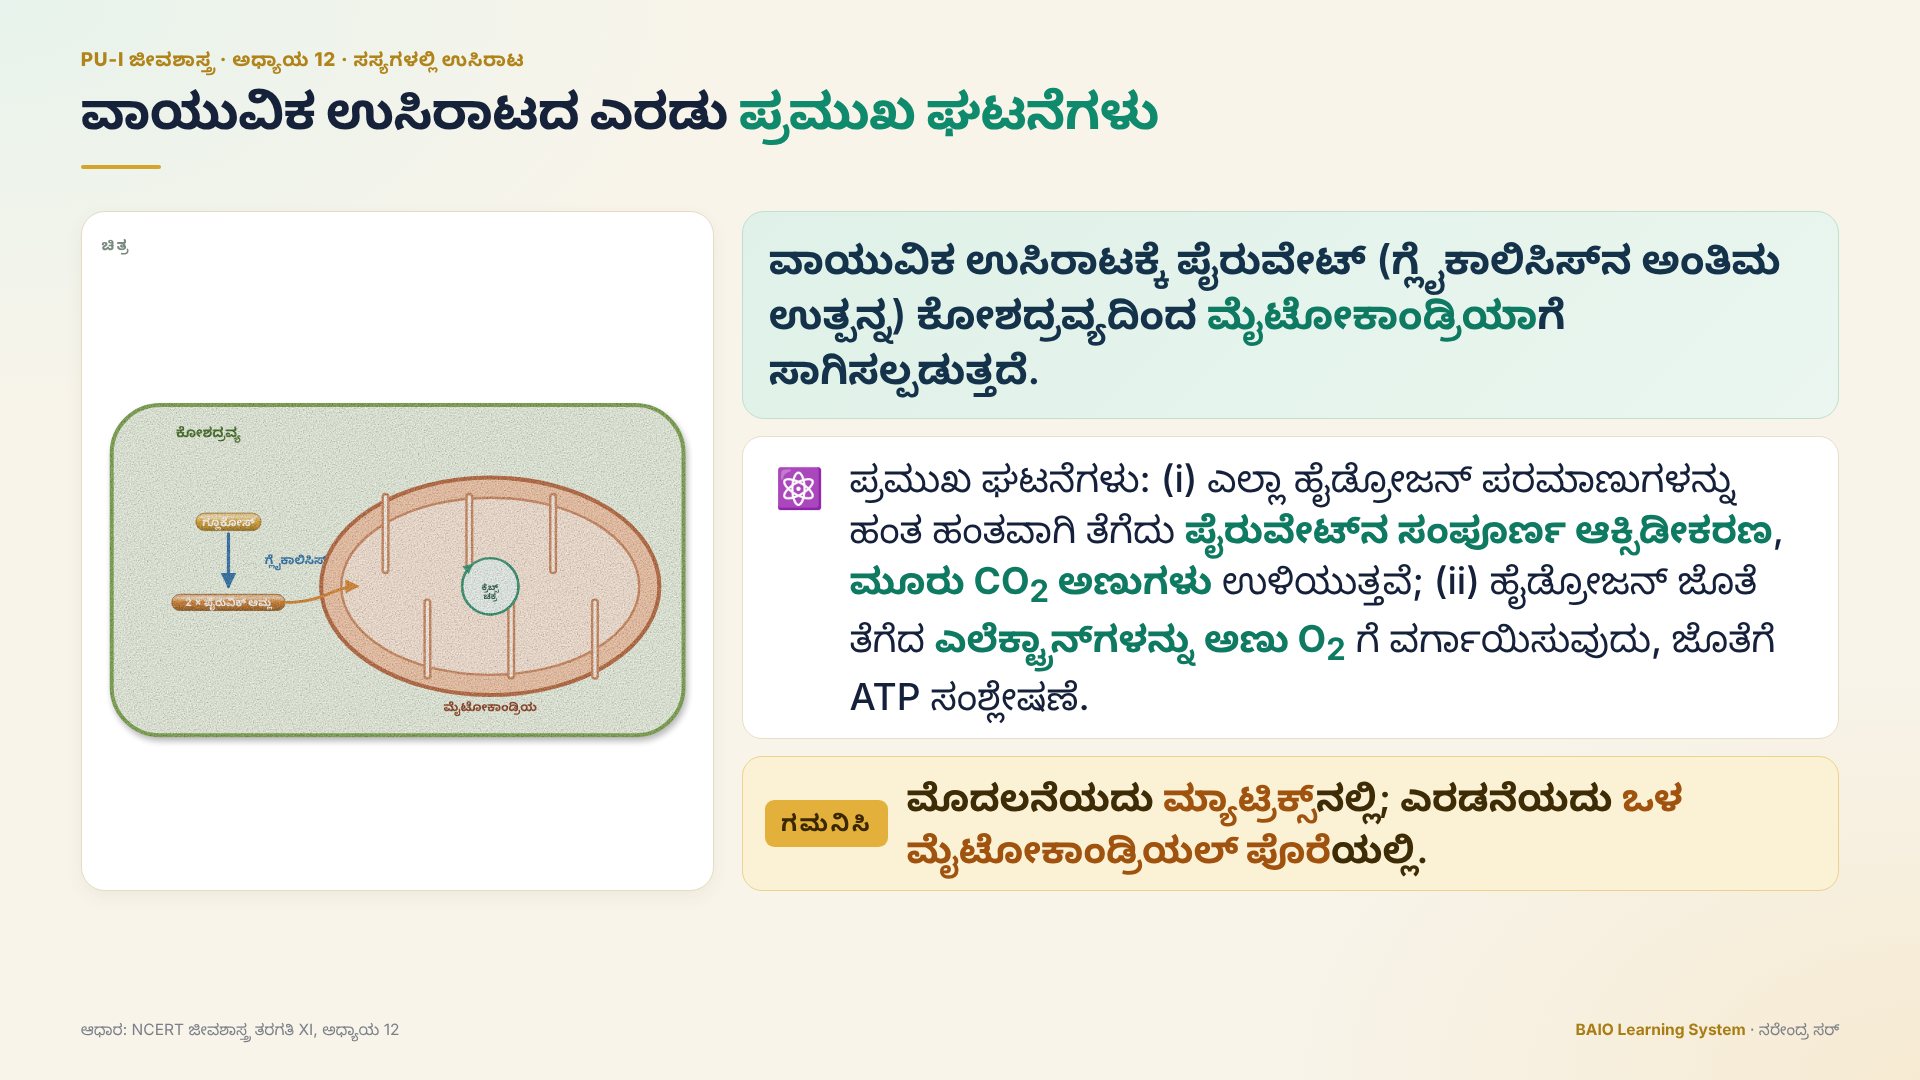 PU-I ಜೀವಶಾಸ್ತ್ರ · ಅಧ್ಯಾಯ 12 · ಸಸ್ಯಗಳಲ್ಲಿ ಉಸಿರಾಟ
ವಾಯುವಿಕ ಉಸಿರಾಟದ ಎರಡು ಪ್ರಮುಖ ಘಟನೆಗಳು
ಚಿತ್ರ
ಕೋಶದ್ರವ್ಯ
ಗ್ಲೂಕೋಸ್
ಗ್ಲೈಕಾಲಿಸಿಸ್
2 × ಪೈರುವಿಕ್ ಆಮ್ಲ
ಕ್ರೆಬ್ಸ್
ಚಕ್ರ
ಮೈಟೋಕಾಂಡ್ರಿಯ
ವಾಯುವಿಕ ಉಸಿರಾಟಕ್ಕೆ ಪೈರುವೇಟ್ (ಗ್ಲೈಕಾಲಿಸಿಸ್‌ನ ಅಂತಿಮ
ಉತ್ಪನ್ನ) ಕೋಶದ್ರವ್ಯದಿಂದ ಮೈಟೋಕಾಂಡ್ರಿಯಾಗೆ
ಸಾಗಿಸಲ್ಪಡುತ್ತದೆ.
ಪ್ರಮುಖ ಘಟನೆಗಳು: (i) ಎಲ್ಲಾ ಹೈಡ್ರೋಜನ್ ಪರಮಾಣುಗಳನ್ನು
ಹಂತ ಹಂತವಾಗಿ ತೆಗೆದು ಪೈರುವೇಟ್‌ನ ಸಂಪೂರ್ಣ ಆಕ್ಸಿಡೀಕರಣ,
ಮೂರು CO₂ ಅಣುಗಳು ಉಳಿಯುತ್ತವೆ; (ii) ಹೈಡ್ರೋಜನ್ ಜೊತೆ
ತೆಗೆದ ಎಲೆಕ್ಟ್ರಾನ್‌ಗಳನ್ನು ಅಣು O₂ ಗೆ ವರ್ಗಾಯಿಸುವುದು, ಜೊತೆಗೆ
ATP ಸಂಶ್ಲೇಷಣೆ.
ಗಮನಿಸಿ
ಮೊದಲನೆಯದು ಮ್ಯಾಟ್ರಿಕ್ಸ್‌ನಲ್ಲಿ; ಎರಡನೆಯದು ಒಳ
ಮೈಟೋಕಾಂಡ್ರಿಯಲ್ ಪೊರೆಯಲ್ಲಿ.
ಆಧಾರ: NCERT ಜೀವಶಾಸ್ತ್ರ ತರಗತಿ XI, ಅಧ್ಯಾಯ 12
BAIO Learning System · ನರೇಂದ್ರ ಸರ್